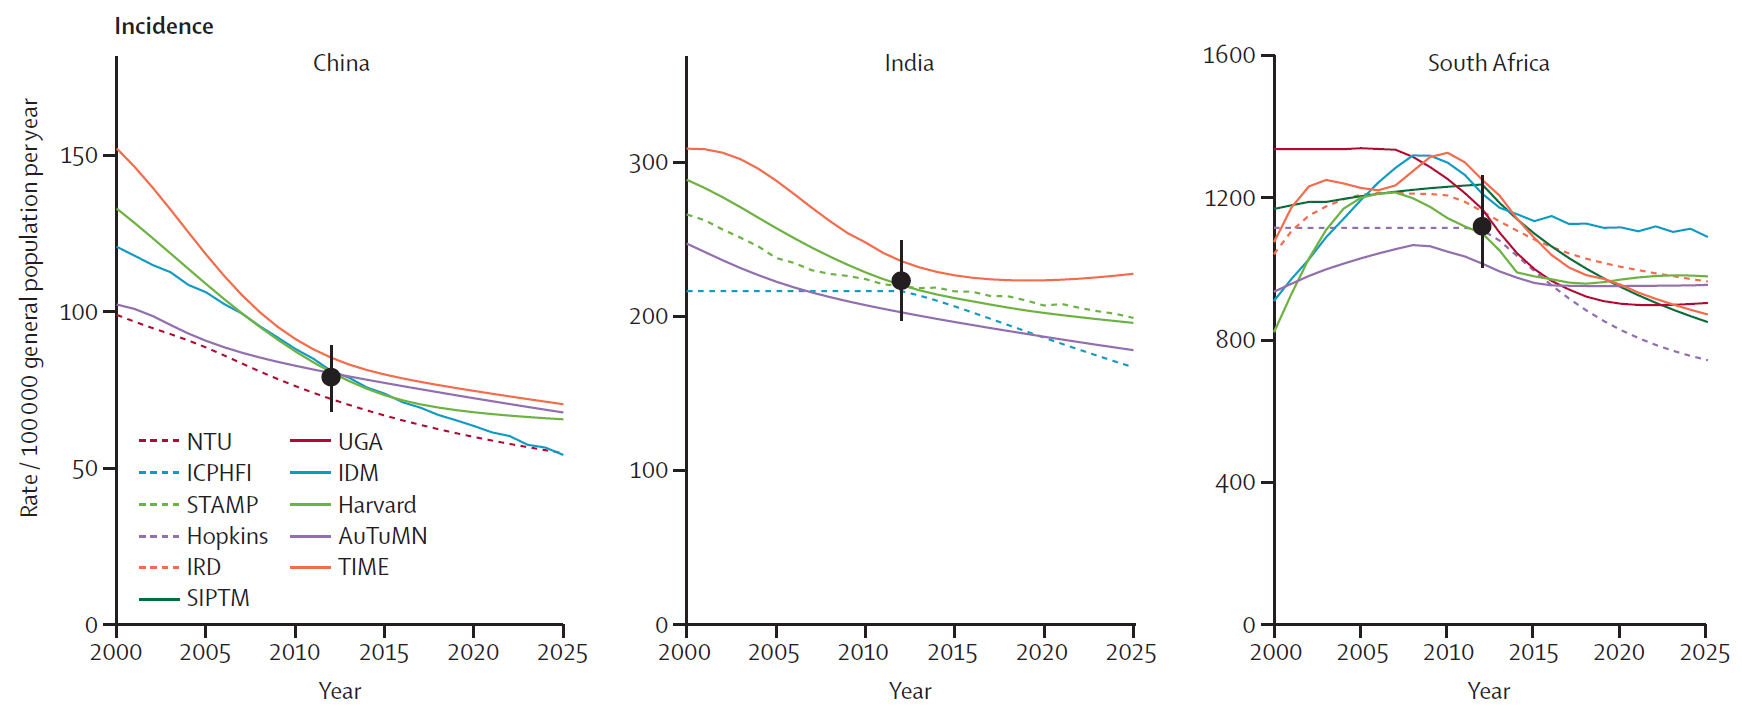 Incidence
China
India
South Africa
Rate / 100 000 general population per year
150
100
50
0
300
200
100
0
1600
1200
800
400
0
NTU
UGA
ICPHFI
IDM
STAMP
Harvard
Hopkins
AuTuMN
IRD
TIME
SIPTM
2000 2005 2010 2015 2020 2025
2000 2005 2010 2015 2020 2025
2000 2005 2010 2015 2020 2025
Year
Year
Year